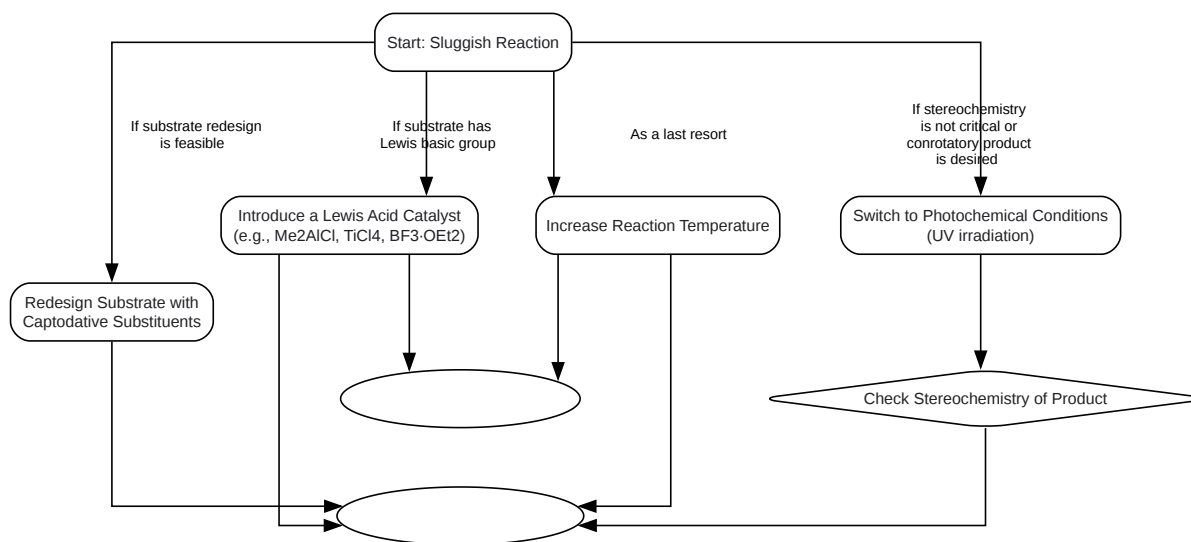 Start: Sluggish Reaction
If substrate redesign
is feasible
If substrate has
Lewis basic group
As a last resort
If stereochemistry
is not critical or
conrotatory product
is desired
Introduce a Lewis Acid Catalyst
(e.g., Me2AlCl, TiCl4, BF3·OEt2)
Increase Reaction Temperature
Switch to Photochemical Conditions
(UV irradiation)
Redesign Substrate with
Captodative Substituents
Check Stereochemistry of Product